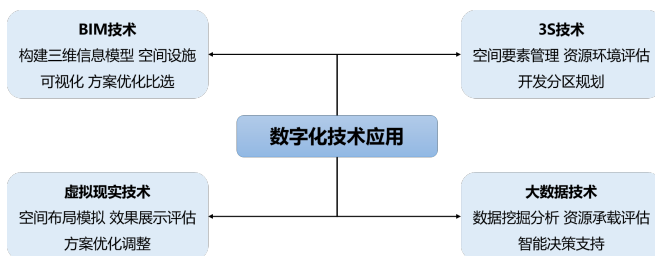 BIM技术
构建三维信息模型 空间设施
可视化 方案优化比选
3S技术
空间要素管理 资源环境评估
开发分区规划
数字化技术应用
虚拟现实技术
空间布局模拟 效果展示评估
方案优化调整
大数据技术
数据挖掘分析 资源承载评估
智能决策支持